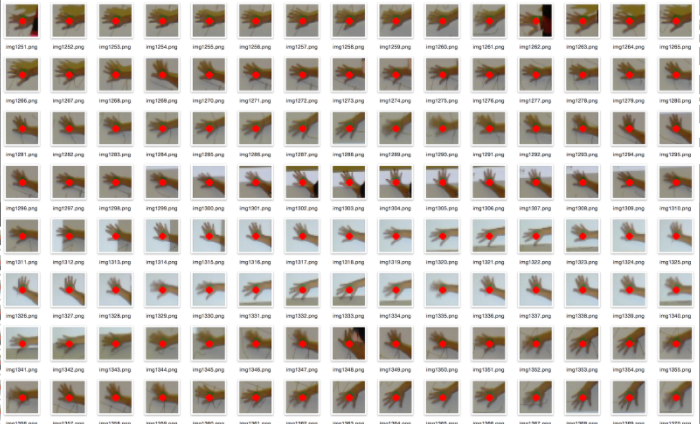 img1251.png img1252.png img1253.png img1254.png img1255.png img1256.png img1257.png img1258.png img1259.png img1260.png img1261.png img1262.png img1263.png img1264.png img1265.png
img1266.png img1267.png img1268.png img1269.png img1270.png img1271.png img1272.png img1273.png img1274.png img1275.png img1276.png img1277.png img1278.png img1279.png img1280.png
img1281.png img1282.png img1283.png img1284.png img1285.png img1286.png img1287.png img1288.png img1289.png img1290.png img1291.png img1292.png img1293.png img1294.png img1295.png
img1296.png img1297.png img1298.png img1299.png img1300.png img1301.png img1302.png img1303.png img1304.png img1305.png img1306.png img1307.png img1308.png img1309.png img1310.png
img1311.png img1312.png img1313.png img1314.png img1315.png img1316.png img1317.png img1318.png img1319.png img1320.png img1321.png img1322.png img1323.png img1324.png img1325.png
img1326.png img1327.png img1328.png img1329.png img1330.png img1331.png img1332.png img1333.png img1334.png img1335.png img1336.png img1337.png img1338.png img1339.png img1340.png
img1341.png img1342.png img1343.png img1344.png img1345.png img1346.png img1347.png img1348.png img1349.png img1350.png img1351.png img1352.png img1353.png img1354.png img1355.png